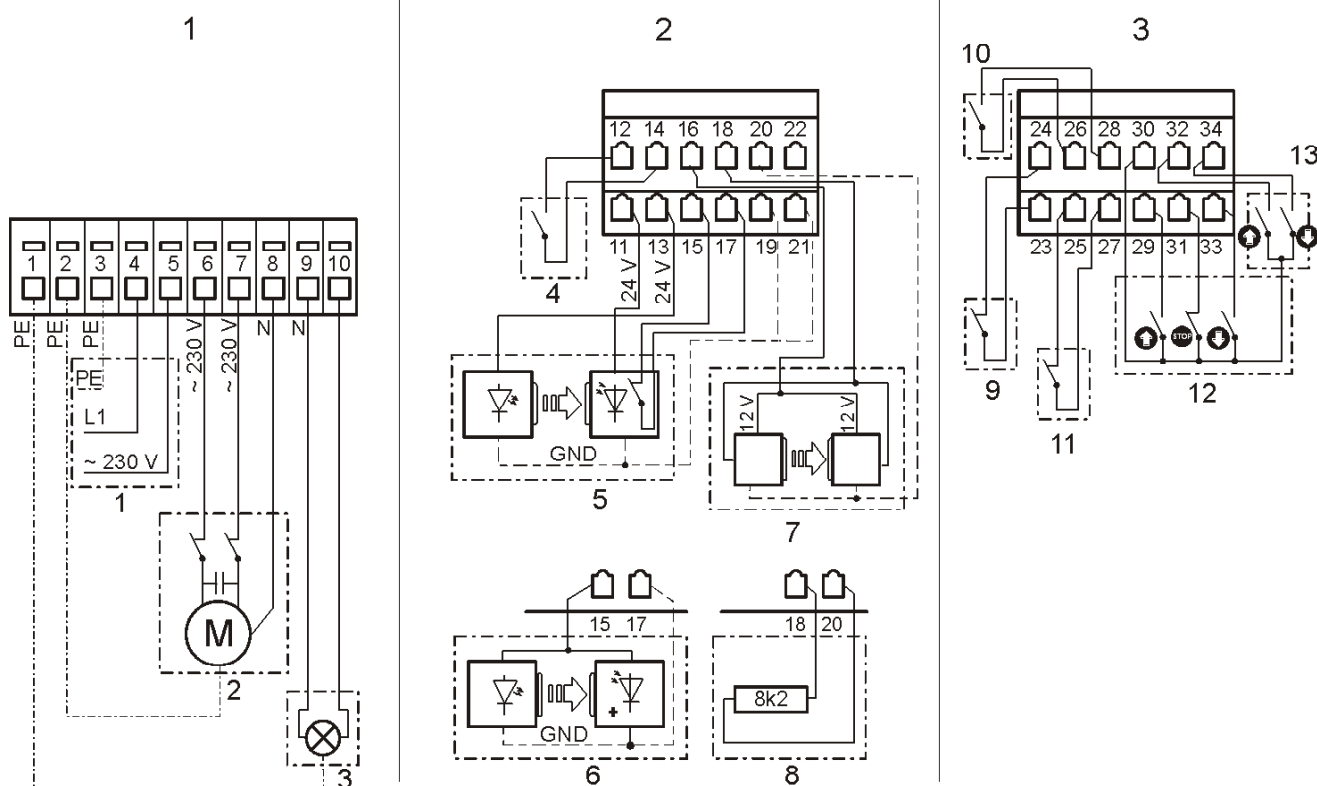 1
1 2 3 4 5 6 7 8 9 10
PE PE PE ~ 230 V ~ 230 V N N
PE
L1
~ 230 V
1
M
2
3
2
12 14 16 18 20 22
11 13 15 17 19 21
24 V 24 V
4
GND
5
12 V 12 V
7
15 17
+
GND
6
18 20
8k2
8
3
10
24 26 28 30 32 34
13
23 25 27 29 31 33
STOP
9
11
12